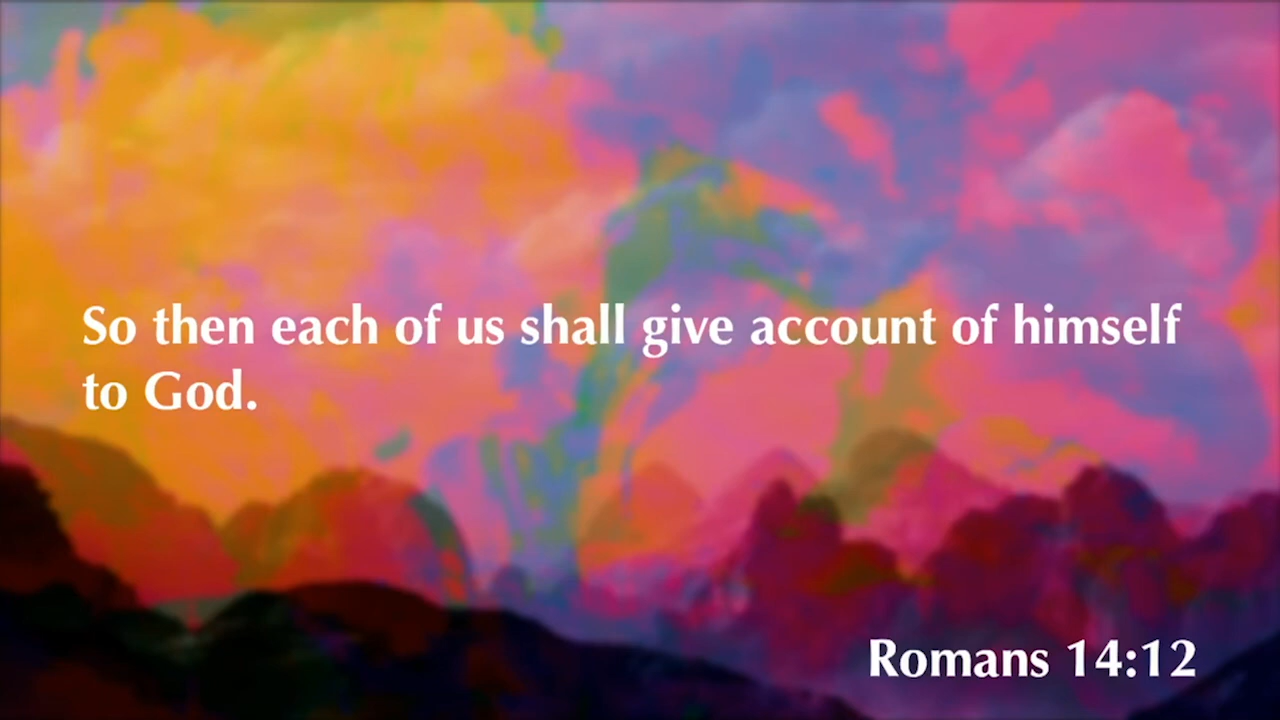 So then each of us shall give account of himself
to God.
Romans 14:12